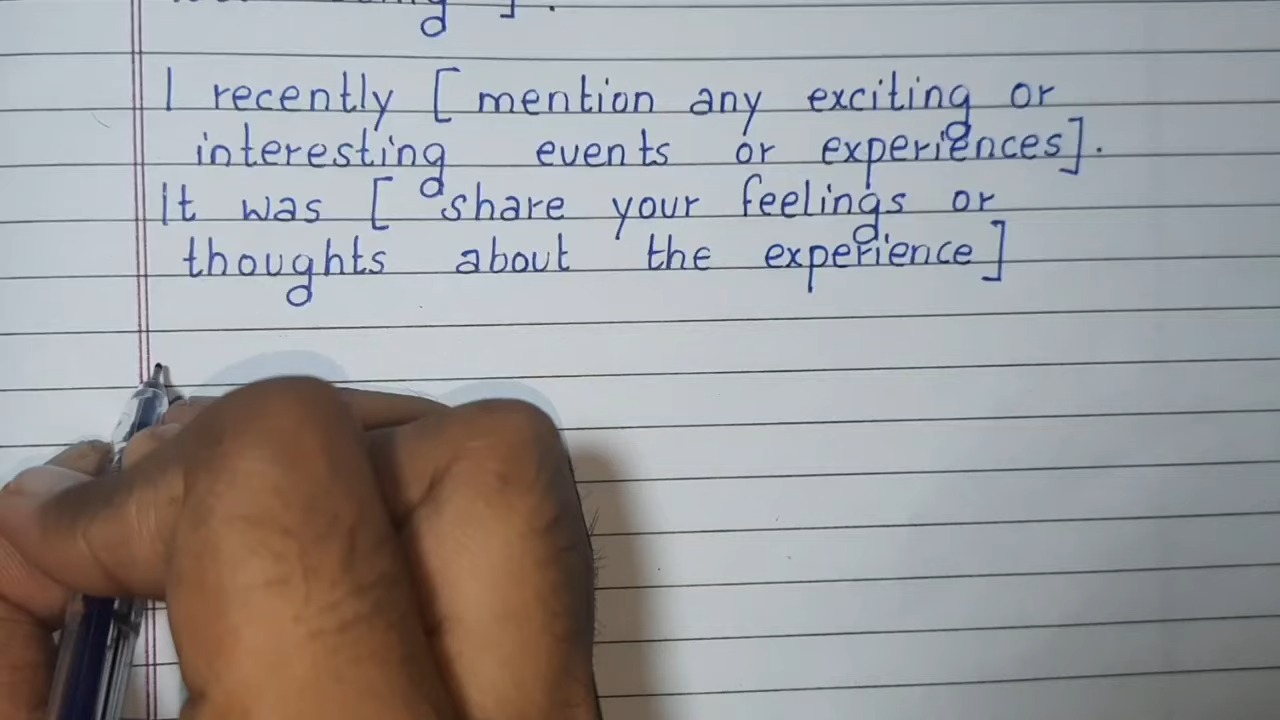 I recently [ mention any exciting or
interesting events or experiences].
It was [ share your feelings or
thoughts about the experience]